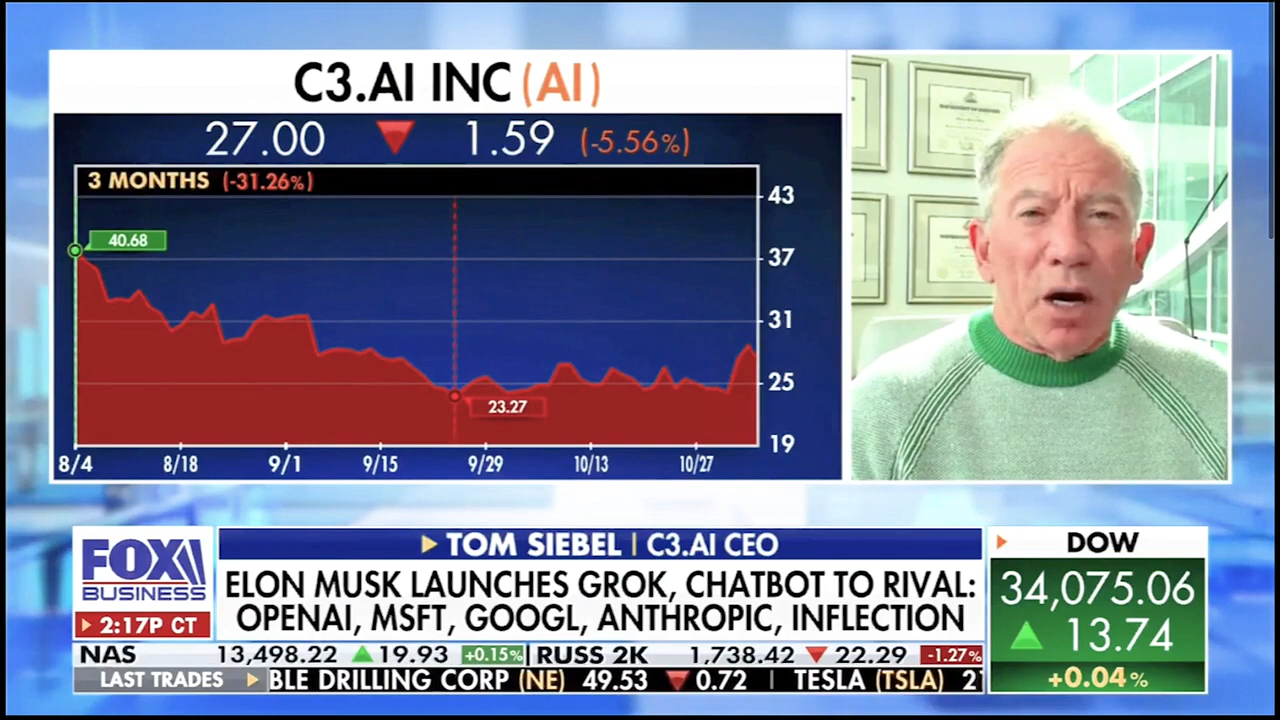 C3.AI INC (AI)
27.00 ▼ 1.59 (-5.56%)
3 MONTHS (-31.26%)
43
40.68
37
31
25
23.27
19
8/4 8/18 9/1 9/15 9/29 10/13 10/27
FOX
BUSINESS
2:17P CT
TOM SIEBEL | C3.AI CEO
ELON MUSK LAUNCHES GROK, CHATBOT TO RIVAL:
OPENAI, MSFT, GOOGL, ANTHROPIC, INFLECTION
DOW
34,075.06
▲ 13.74
+0.04%
NAS 13,498.22 ▲ 19.93 +0.15% | RUSS 2K 1,738.42 ▼ 22.29 -1.27%
LAST TRADES BLE DRILLING CORP (NE) 49.53 ▼ 0.72 | TESLA (TSLA)